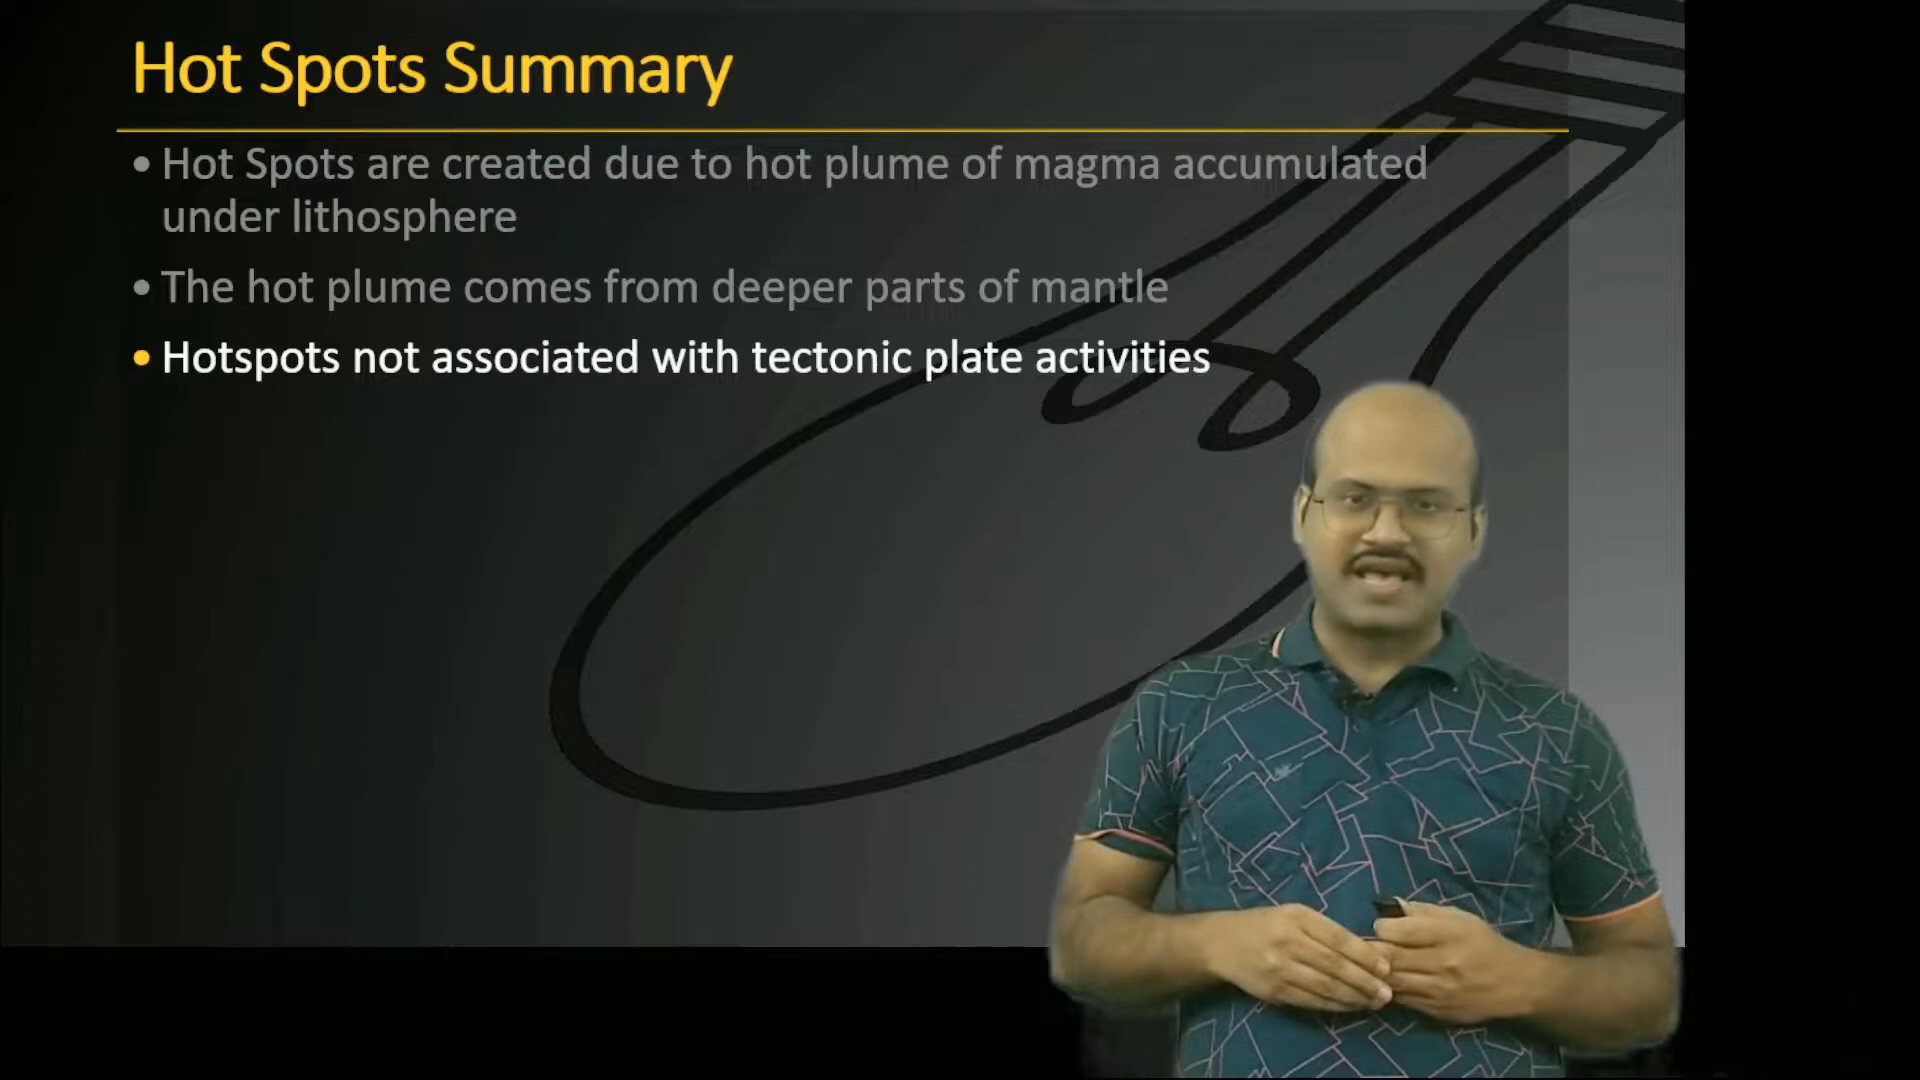 Hot Spots Summary
• Hot Spots are created due to hot plume of magma accumulated
under lithosphere
• The hot plume comes from deeper parts of mantle
• Hotspots not associated with tectonic plate activities